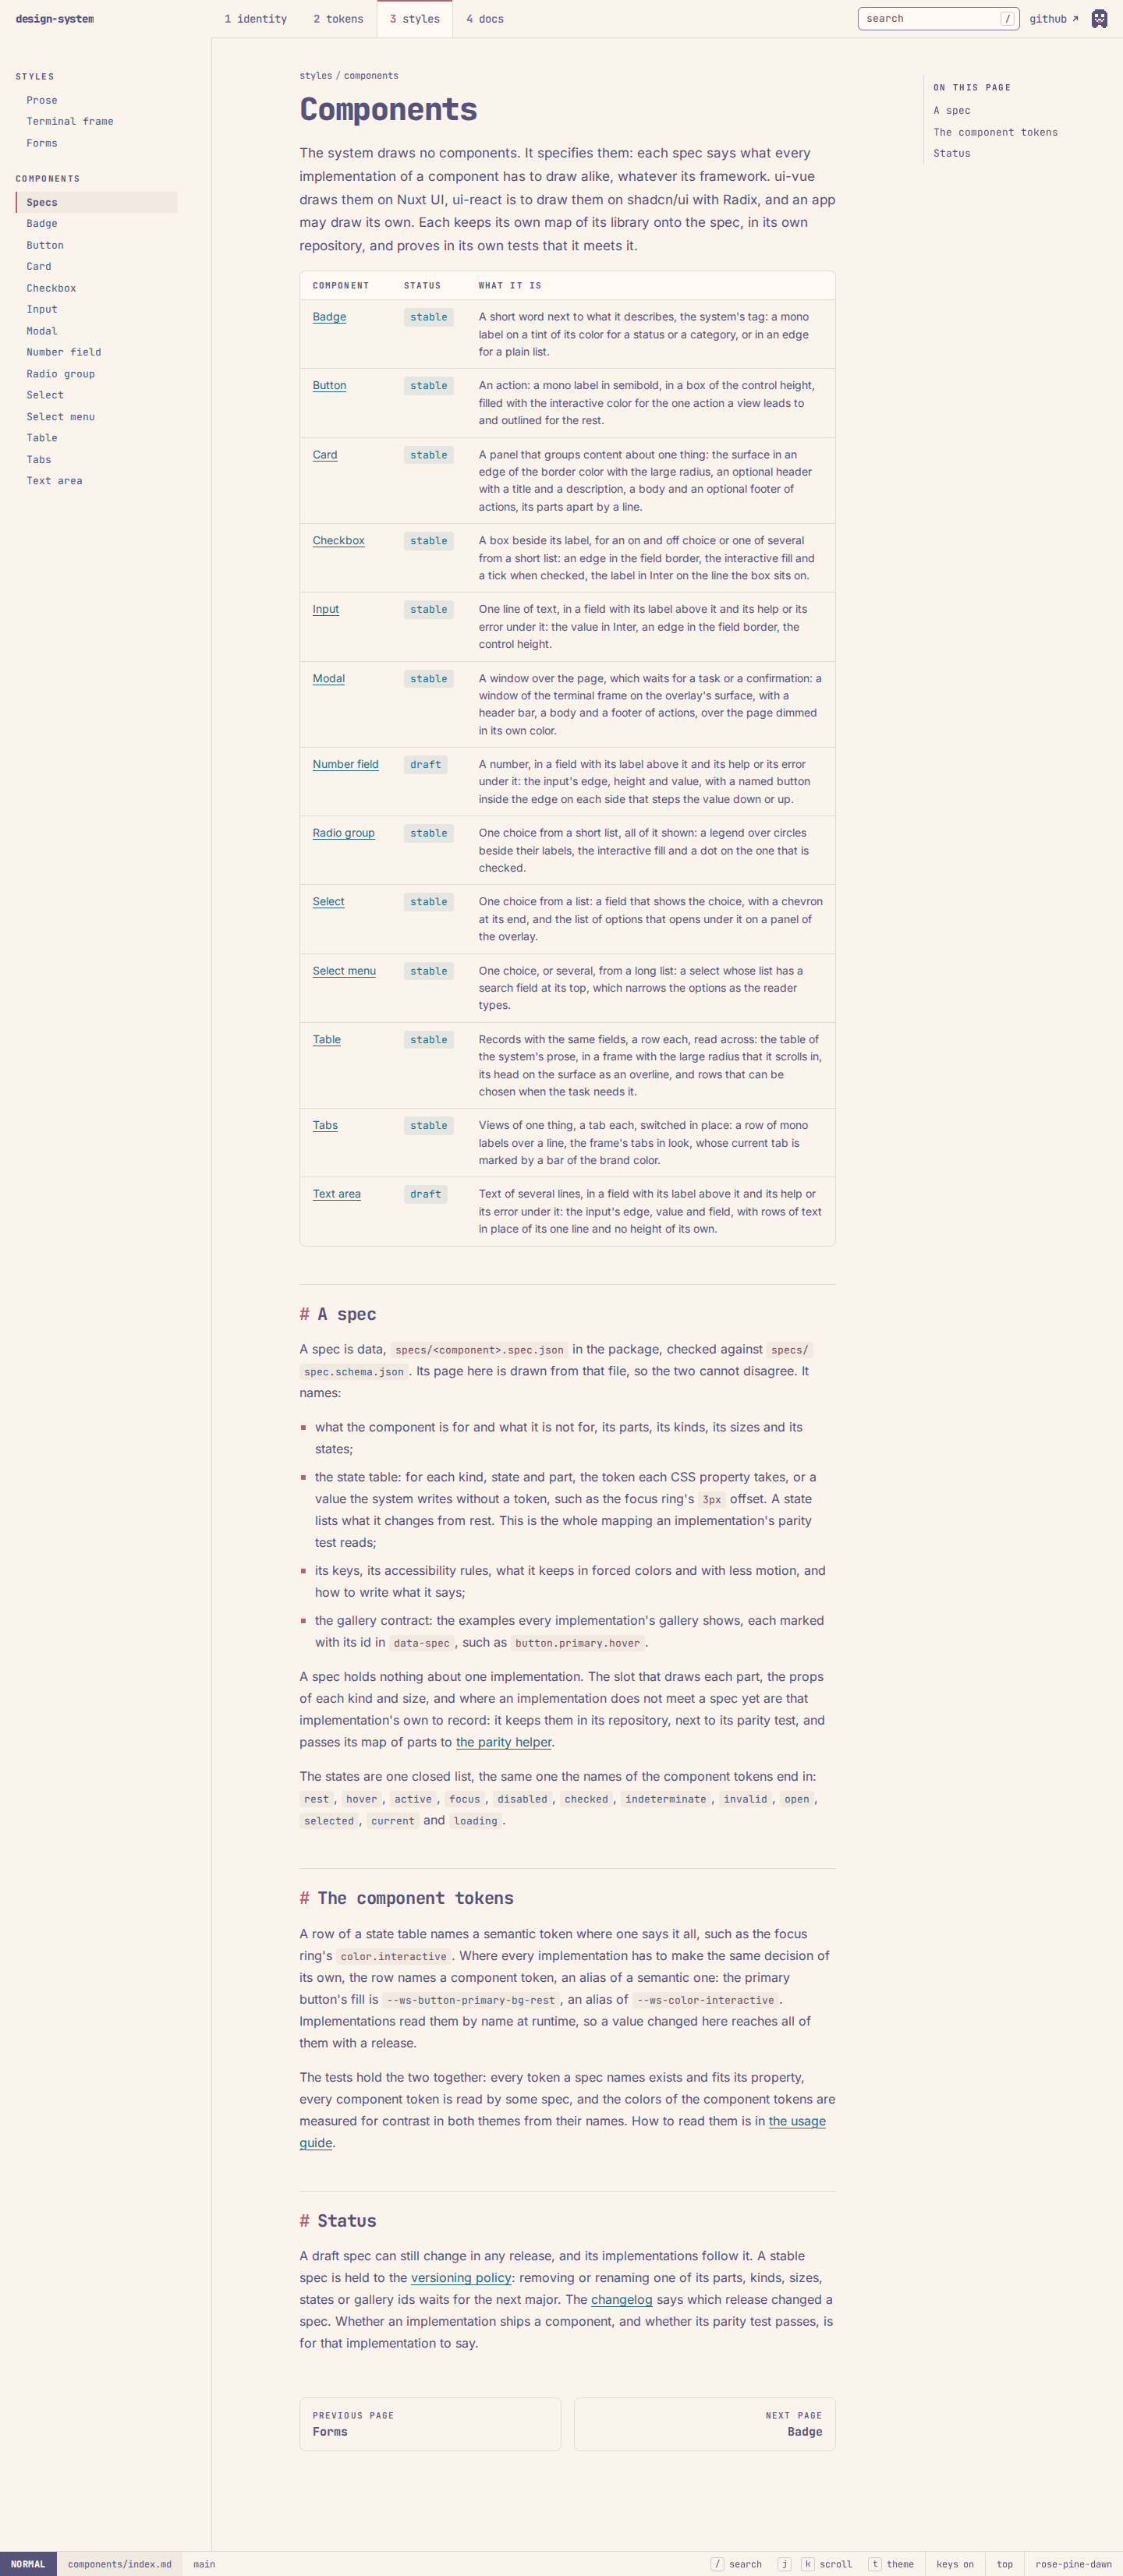 design-system
1 identity
2 tokens
3 styles
4 docs
search /
github ↗
STYLES
Prose
Terminal frame
Forms
COMPONENTS
Specs
Badge
Button
Card
Checkbox
Input
Modal
Number field
Radio group
Select
Select menu
Table
Tabs
Text area
styles / components
Components
The system draws no components. It specifies them: each spec says what every
implementation of a component has to draw alike, whatever its framework. ui-vue
draws them on Nuxt UI, ui-react is to draw them on shadcn/ui with Radix, and an app
may draw its own. Each keeps its own map of its library onto the spec, in its own
repository, and proves in its own tests that it meets it.
COMPONENT STATUS WHAT IT IS
Badge stable A short word next to what it describes, the system's tag: a mono
label on a tint of its color for a status or a category, or in an edge
for a plain list.
Button stable An action: a mono label in semibold, in a box of the control height,
filled with the interactive color for the one action a view leads to
and outlined for the rest.
Card stable A panel that groups content about one thing: the surface in an
edge of the border color with the large radius, an optional header
with a title and a description, a body and an optional footer of
actions, its parts apart by a line.
Checkbox stable A box beside its label, for an on and off choice or one of several
from a short list: an edge in the field border, the interactive fill and
a tick when checked, the label in Inter on the line the box sits on.
Input stable One line of text, in a field with its label above it and its help or its
error under it: the value in Inter, an edge in the field border, the
control height.
Modal stable A window over the page, which waits for a task or a confirmation: a
window of the terminal frame on the overlay's surface, with a
header bar, a body and a footer of actions, over the page dimmed
in its own color.
Number field draft A number, in a field with its label above it and its help or its error
under it: the input's edge, height and value, with a named button
inside the edge on each side that steps the value down or up.
Radio group stable One choice from a short list, all of it shown: a legend over circles
beside their labels, the interactive fill and a dot on the one that is
checked.
Select stable One choice from a list: a field that shows the choice, with a chevron
at its end, and the list of options that opens under it on a panel of
the overlay.
Select menu stable One choice, or several, from a long list: a select whose list has a
search field at its top, which narrows the options as the reader
types.
Table stable Records with the same fields, a row each, read across: the table of
the system's prose, in a frame with the large radius that it scrolls in,
its head on the surface as an overline, and rows that can be
chosen when the task needs it.
Tabs stable Views of one thing, a tab each, switched in place: a row of mono
labels over a line, the frame's tabs in look, whose current tab is
marked by a bar of the brand color.
Text area draft Text of several lines, in a field with its label above it and its help or
its error under it: the input's edge, value and field, with rows of text
in place of its one line and no height of its own.
# A spec
A spec is data, specs/<component>.spec.json in the package, checked against specs/
spec.schema.json. Its page here is drawn from that file, so the two cannot disagree. It
names:
what the component is for and what it is not for, its parts, its kinds, its sizes and its
states;
the state table: for each kind, state and part, the token each CSS property takes, or a
value the system writes without a token, such as the focus ring's 3px offset. A state
lists what it changes from rest. This is the whole mapping an implementation's parity
test reads;
its keys, its accessibility rules, what it keeps in forced colors and with less motion, and
how to write what it says;
the gallery contract: the examples every implementation's gallery shows, each marked
with its id in data-spec, such as button.primary.hover.
A spec holds nothing about one implementation. The slot that draws each part, the props
of each kind and size, and where an implementation does not meet a spec yet are that
implementation's own to record: it keeps them in its repository, next to its parity test, and
passes its map of parts to the parity helper.
The states are one closed list, the same one the names of the component tokens end in:
rest, hover, active, focus, disabled, checked, indeterminate, invalid, open,
selected, current and loading.
# The component tokens
A row of a state table names a semantic token where one says it all, such as the focus
ring's color.interactive. Where every implementation has to make the same decision of
its own, the row names a component token, an alias of a semantic one: the primary
button's fill is --ws-button-primary-bg-rest, an alias of --ws-color-interactive.
Implementations read them by name at runtime, so a value changed here reaches all of
them with a release.
The tests hold the two together: every token a spec names exists and fits its property,
every component token is read by some spec, and the colors of the component tokens are
measured for contrast in both themes from their names. How to read them is in the usage
guide.
# Status
A draft spec can still change in any release, and its implementations follow it. A stable
spec is held to the versioning policy: removing or renaming one of its parts, kinds, sizes,
states or gallery ids waits for the next major. The changelog says which release changed a
spec. Whether an implementation ships a component, and whether its parity test passes, is
for that implementation to say.
PREVIOUS PAGE
Forms
NEXT PAGE
Badge
ON THIS PAGE
A spec
The component tokens
Status
NORMAL components/index.md main
/ search j k scroll t theme keys on top rose-pine-dawn